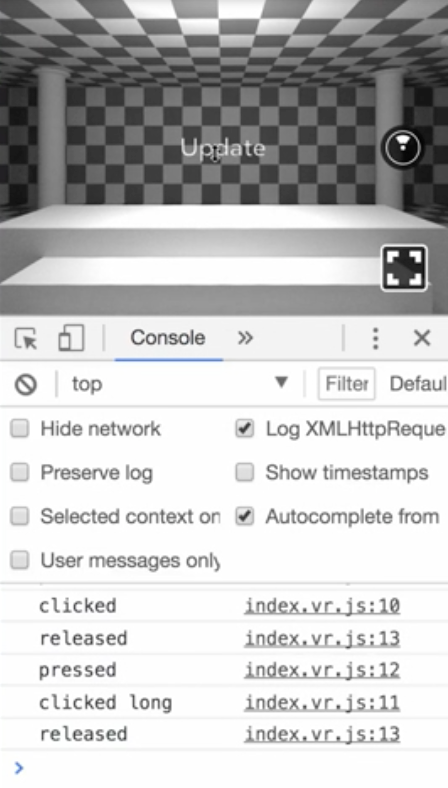 Update
Console »
top Filter Defaul
Hide network Log XMLHttpReque
Preserve log Show timestamps
Selected context on Autocomplete from
User messages only
clicked index.vr.js:10
released index.vr.js:13
pressed index.vr.js:12
clicked long index.vr.js:11
released index.vr.js:13
>